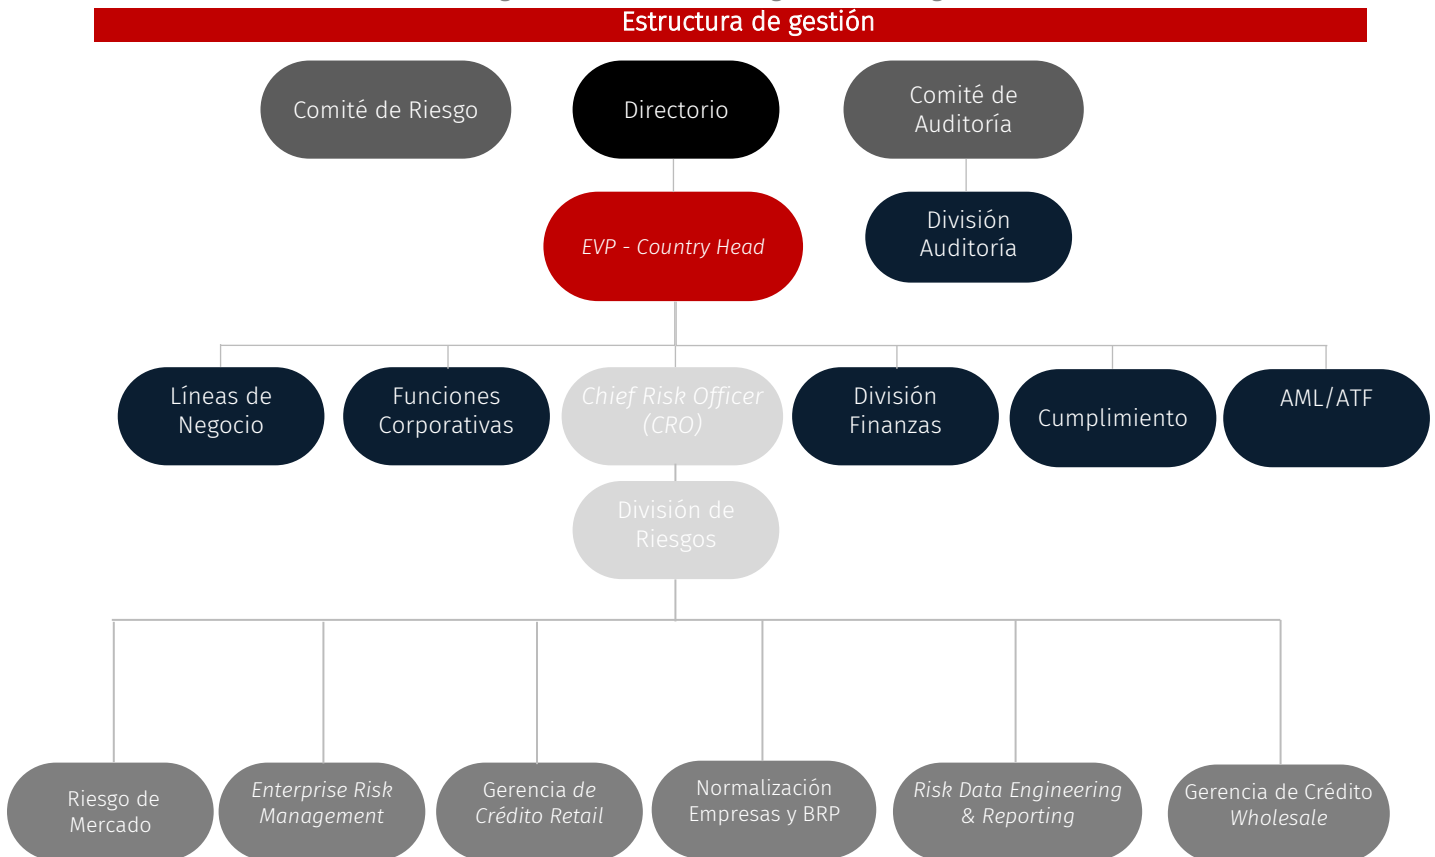 Estructura de gestión
Comité de Riesgo
Directorio
Comité de
Auditoría
EVP - Country Head
División
Auditoría
Líneas de
Negocio
Funciones
Corporativas
Chief Risk Officer
(CRO)
División
Finanzas
Cumplimiento
AML/ATF
División de
Riesgos
Riesgo de
Mercado
Enterprise Risk
Management
Gerencia de
Crédito Retail
Normalización
Empresas y BRP
Risk Data Engineering
& Reporting
Gerencia de Crédito
Wholesale